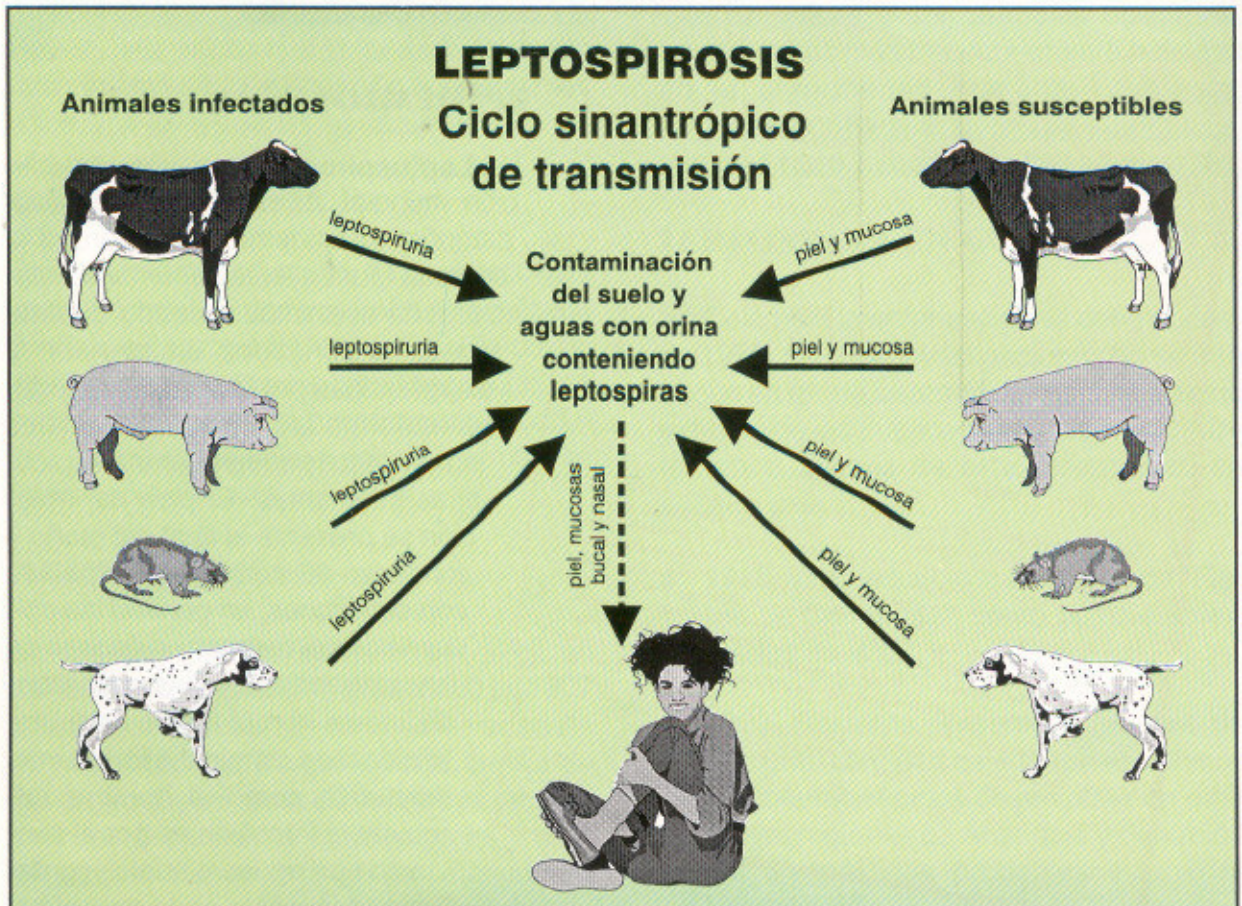 LEPTOSPIROSIS
Ciclo sinantrópico
de transmisión
Animales infectados
Animales susceptibles
leptospiruria
leptospiruria
leptospiruria
leptospiruria
Contaminación
del suelo y
aguas con orina
conteniendo
leptospiras
piel y mucosa
piel y mucosa
piel y mucosa
piel y mucosa
piel, mucosas
bucal y nasal